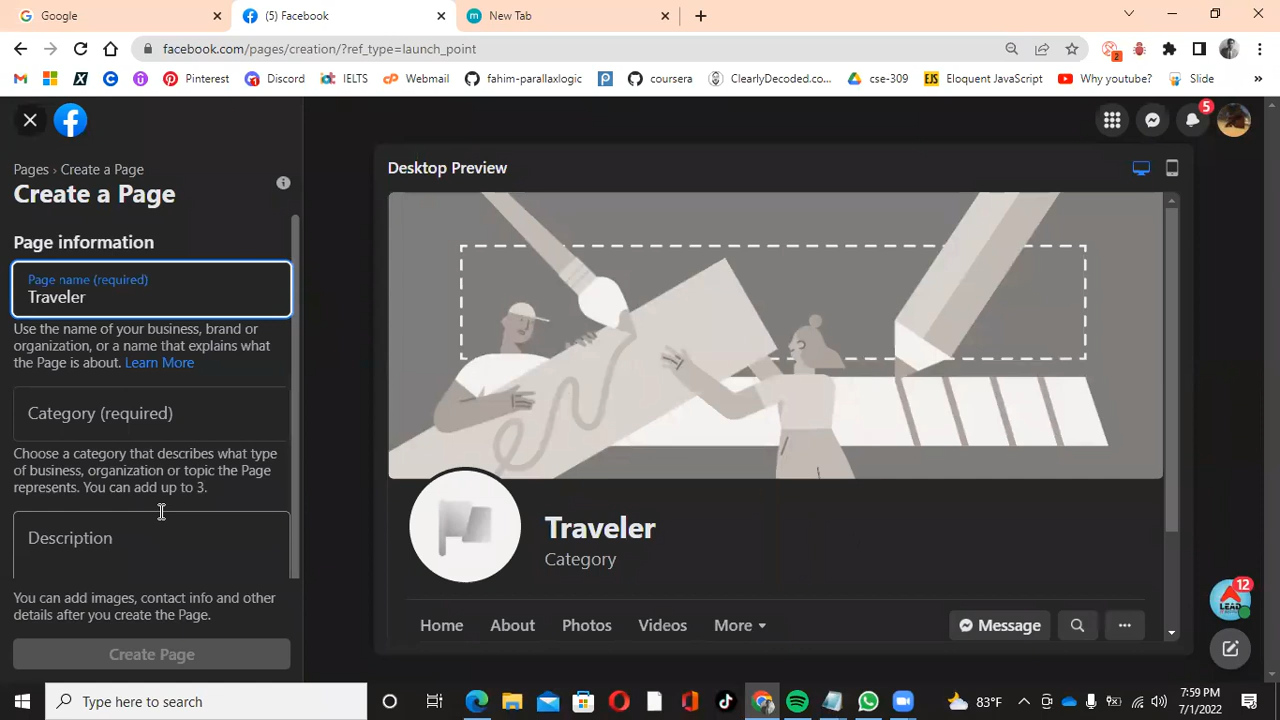 Google
(5) Facebook
New Tab
facebook.com/pages/creation/?ref_type=launch_point
2
Pinterest
Discord
IELTS
Webmail
fahim-parallaxlogic
coursera
ClearlyDecoded.co...
cse-309
Eloquent JavaScript
Why youtube?
Slide
»
Pages › Create a Page
Create a Page
Page information
Page name (required)
Traveler
Use the name of your business, brand or
organization, or a name that explains what
the Page is about. Learn More
Category (required)
Choose a category that describes what type
of business, organization or topic the Page
represents. You can add up to 3.
Description
You can add images, contact info and other
details after you create the Page.
Create Page
5
Desktop Preview
Traveler
Category
Home
About
Photos
Videos
More
Message
12
LEAD
Type here to search
83°F
7:59 PM
7/1/2022